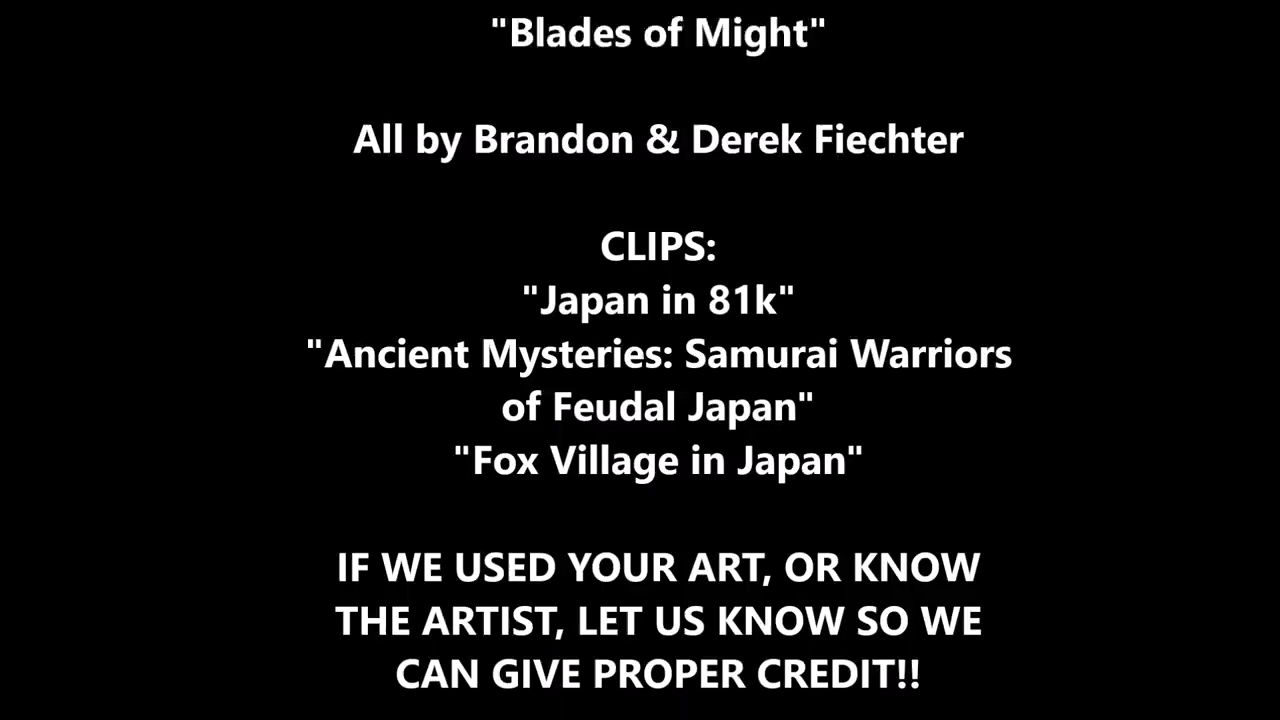 "Blades of Might"
All by Brandon & Derek Fiechter
CLIPS:
"Japan in 81k"
"Ancient Mysteries: Samurai Warriors
of Feudal Japan"
"Fox Village in Japan"
IF WE USED YOUR ART, OR KNOW
THE ARTIST, LET US KNOW SO WE
CAN GIVE PROPER CREDIT!!